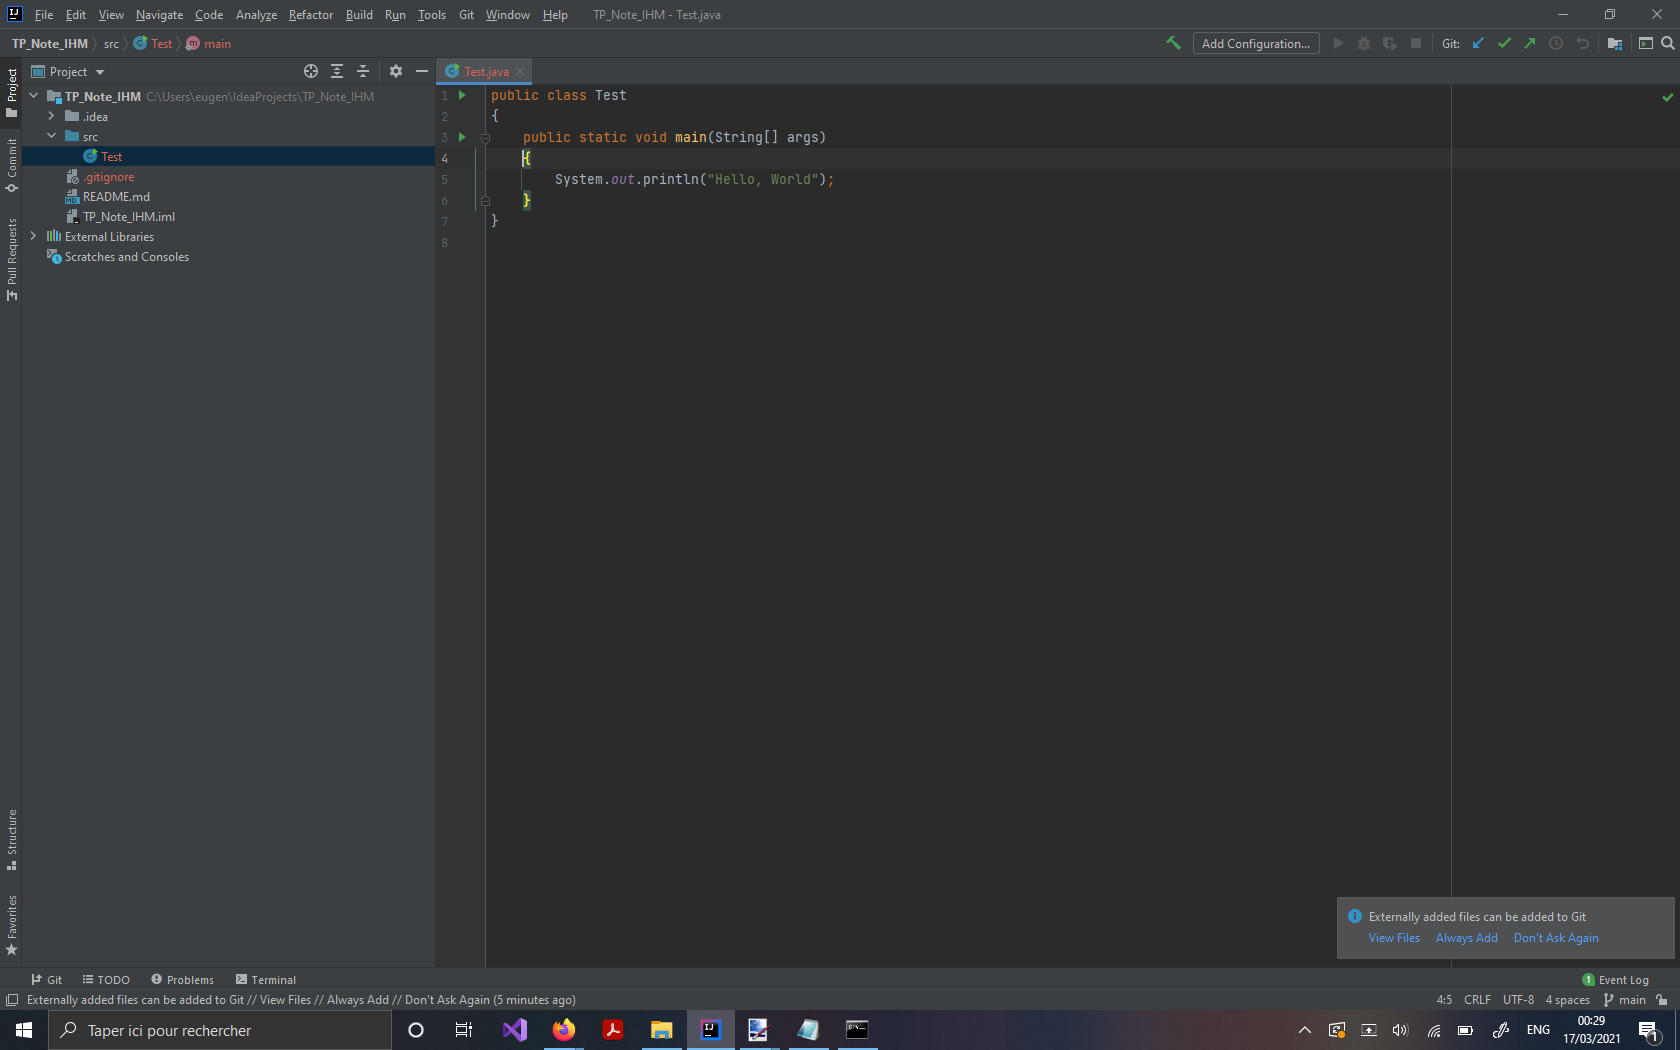 File Edit View Navigate Code Analyze Refactor Build Run Tools Git Window Help TP_Note_IHM - Test.java
TP_Note_IHM src Test main Add Configuration... Git:
Project
Test.java
TP_Note_IHM C:\Users\eugen\IdeaProjects\TP_Note_IHM
.idea
src
Test
.gitignore
README.md
TP_Note_IHM.iml
External Libraries
Scratches and Consoles
Project
Commit
Pull Requests
Structure
Favorites
1 public class Test
2 {
3 public static void main(String[] args)
4 {
5 System.out.println("Hello, World");
6 }
7 }
8
Externally added files can be added to Git
View Files Always Add Don't Ask Again
Git TODO Problems Terminal 1 Event Log
Externally added files can be added to Git // View Files // Always Add // Don't Ask Again (5 minutes ago) 4:5 CRLF UTF-8 4 spaces main
Taper ici pour rechercher ENG 00:29
17/03/2021 1